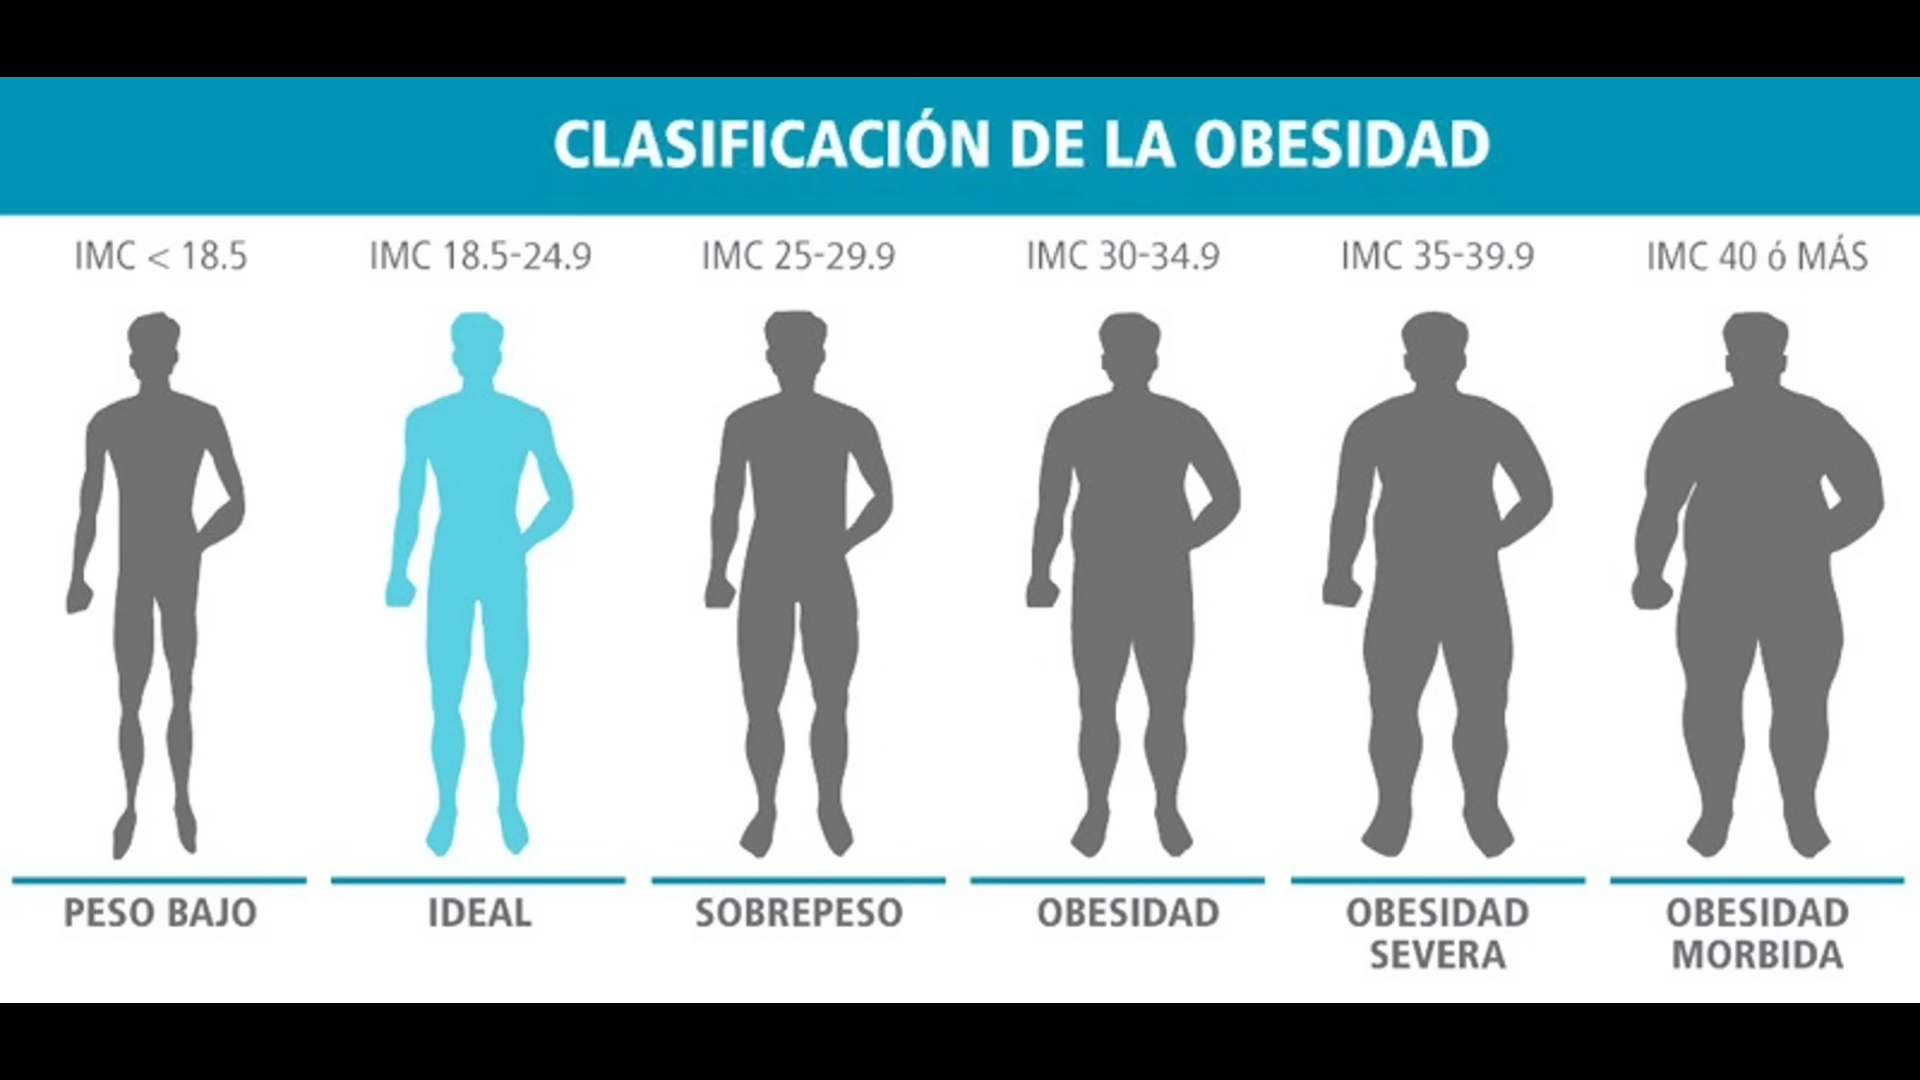 CLASIFICACIÓN DE LA OBESIDAD
IMC < 18.5
IMC 18.5-24.9
IMC 25-29.9
IMC 30-34.9
IMC 35-39.9
IMC 40 ó MÁS
PESO BAJO
IDEAL
SOBREPESO
OBESIDAD
OBESIDAD
SEVERA
OBESIDAD
MORBIDA